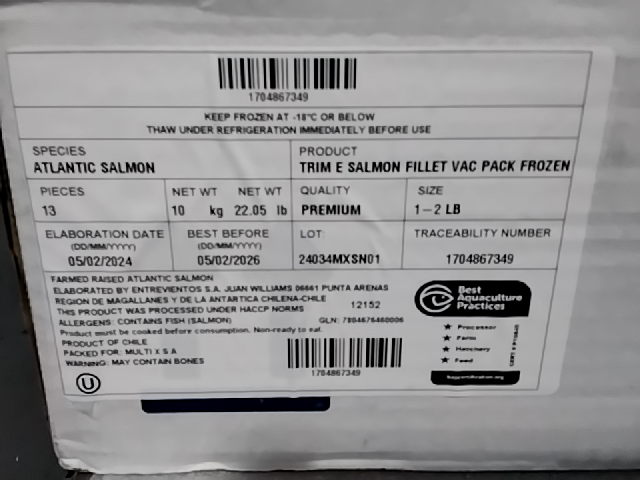 1704867349
KEEP FROZEN AT -18°C OR BELOW
THAW UNDER REFRIGERATION IMMEDIATELY BEFORE USE
SPECIES
ATLANTIC SALMON
PRODUCT
TRIM E SALMON FILLET VAC PACK FROZEN
PIECES
13
NET WT NET WT
10 kg 22.05 lb
QUALITY
PREMIUM
SIZE
1-2 LB
ELABORATION DATE
(DD/MM/YYYY)
05/02/2024
BEST BEFORE
(DD/MM/YYYY)
05/02/2026
LOT:
24034MXSN01
TRACEABILITY NUMBER
1704867349
FARMED RAISED ATLANTIC SALMON
ELABORATED BY ENTREVIENTOS S.A. JUAN WILLIAMS 06661 PUNTA ARENAS
REGION DE MAGALLANES Y DE LA ANTARTICA CHILENA-CHILE
THIS PRODUCT WAS PROCESSED UNDER HACCP NORMS 12152
ALLERGENS: CONTAINS FISH (SALMON) GLN: 7804676460006
Product must be cooked before consumption. Non-ready to eat.
PRODUCT OF CHILE
PACKED FOR: MULTI X S A
WARNING: MAY CONTAIN BONES
U
1704867349
Best
Aquaculture
Practices
★ Processor
★ Farm
★ Hatchery
★ Feed